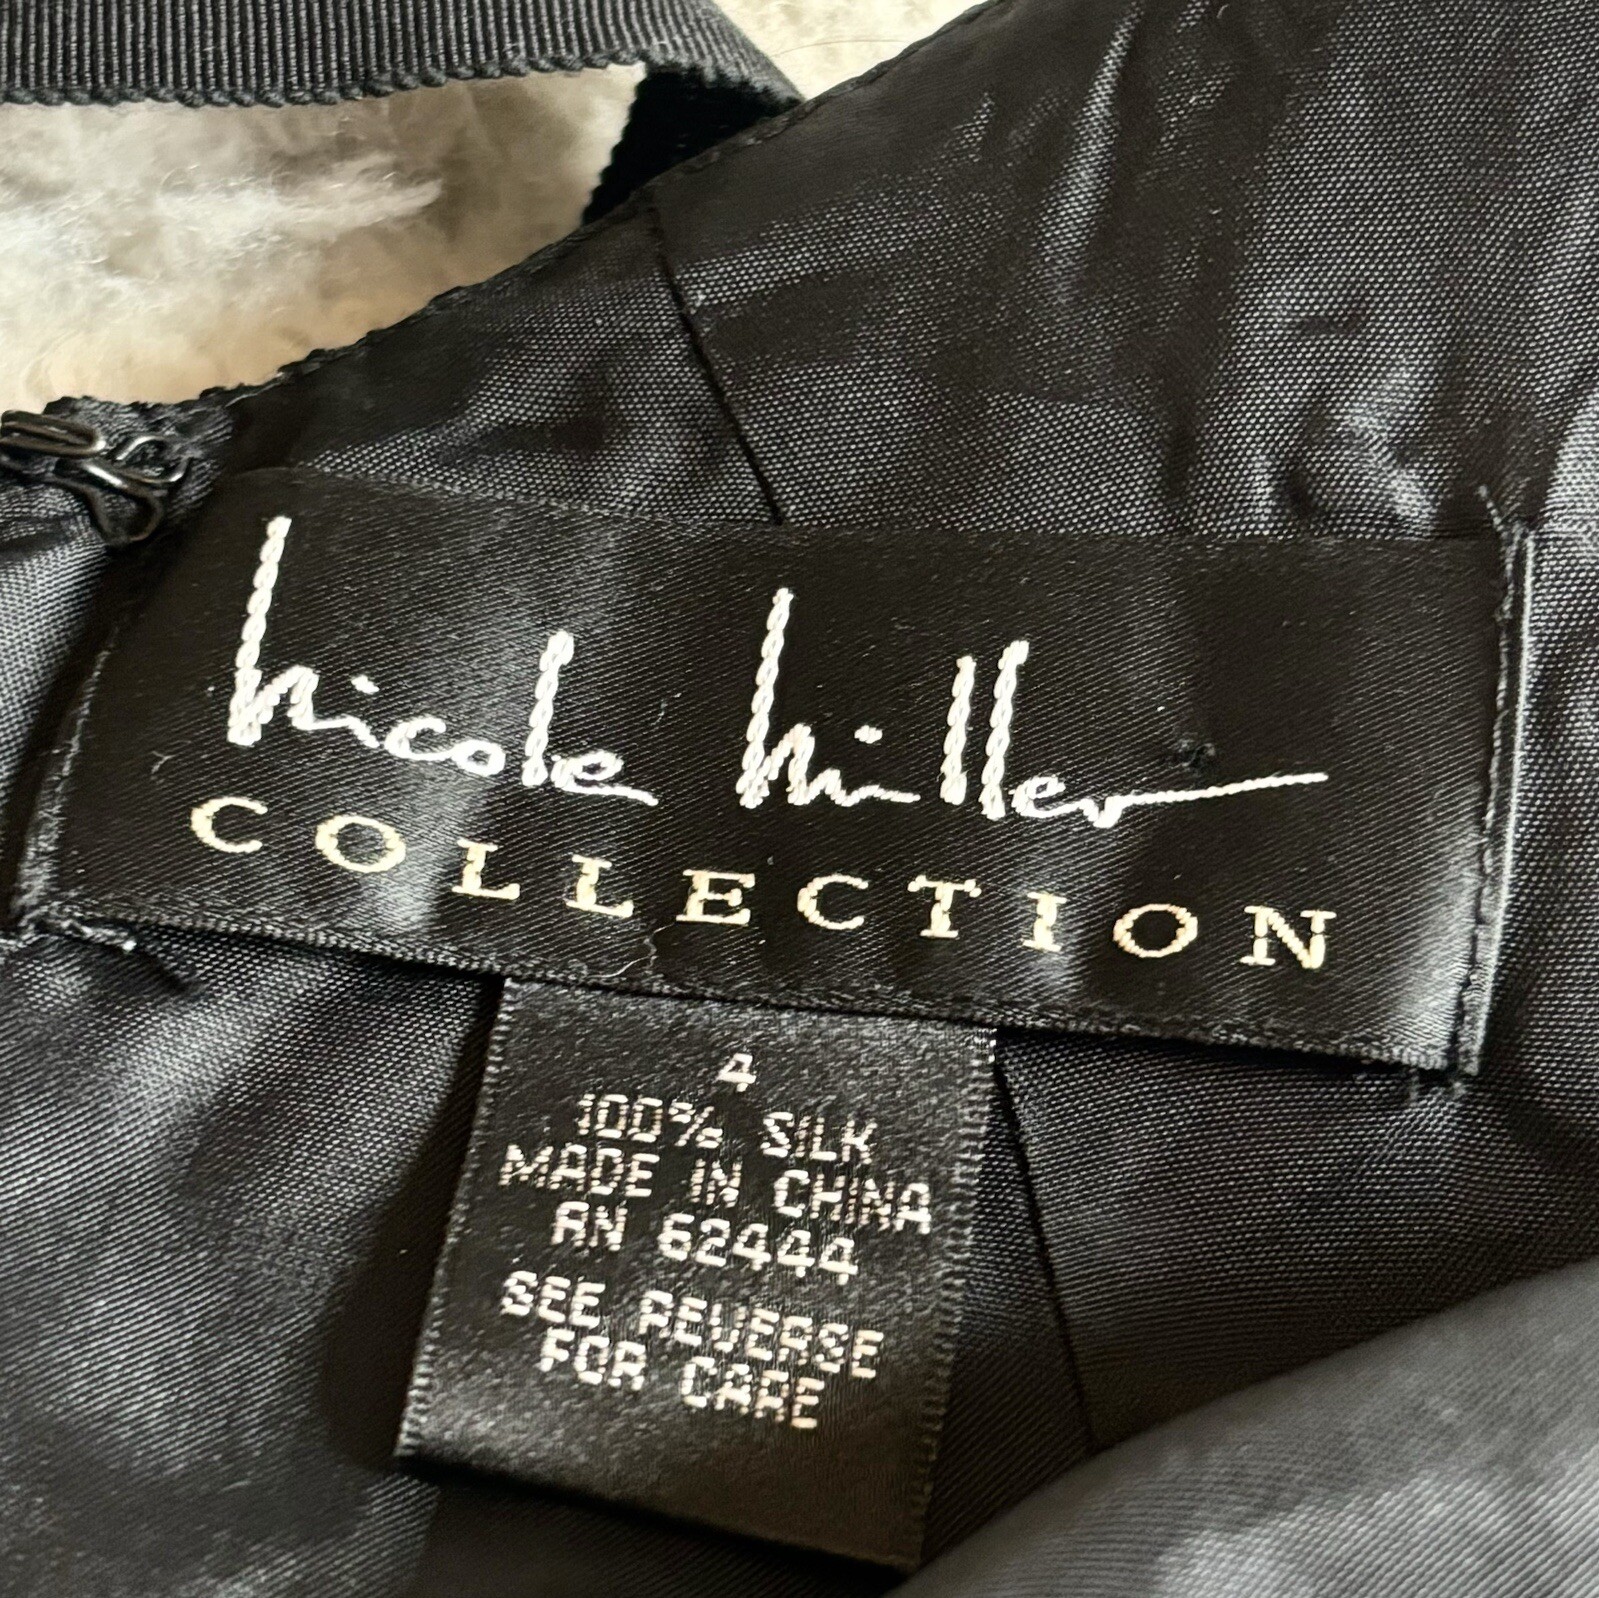 nicole miller
COLLECTION
4
100% SILK
MADE IN CHINA
RN 62444
SEE REVERSE
FOR CARE